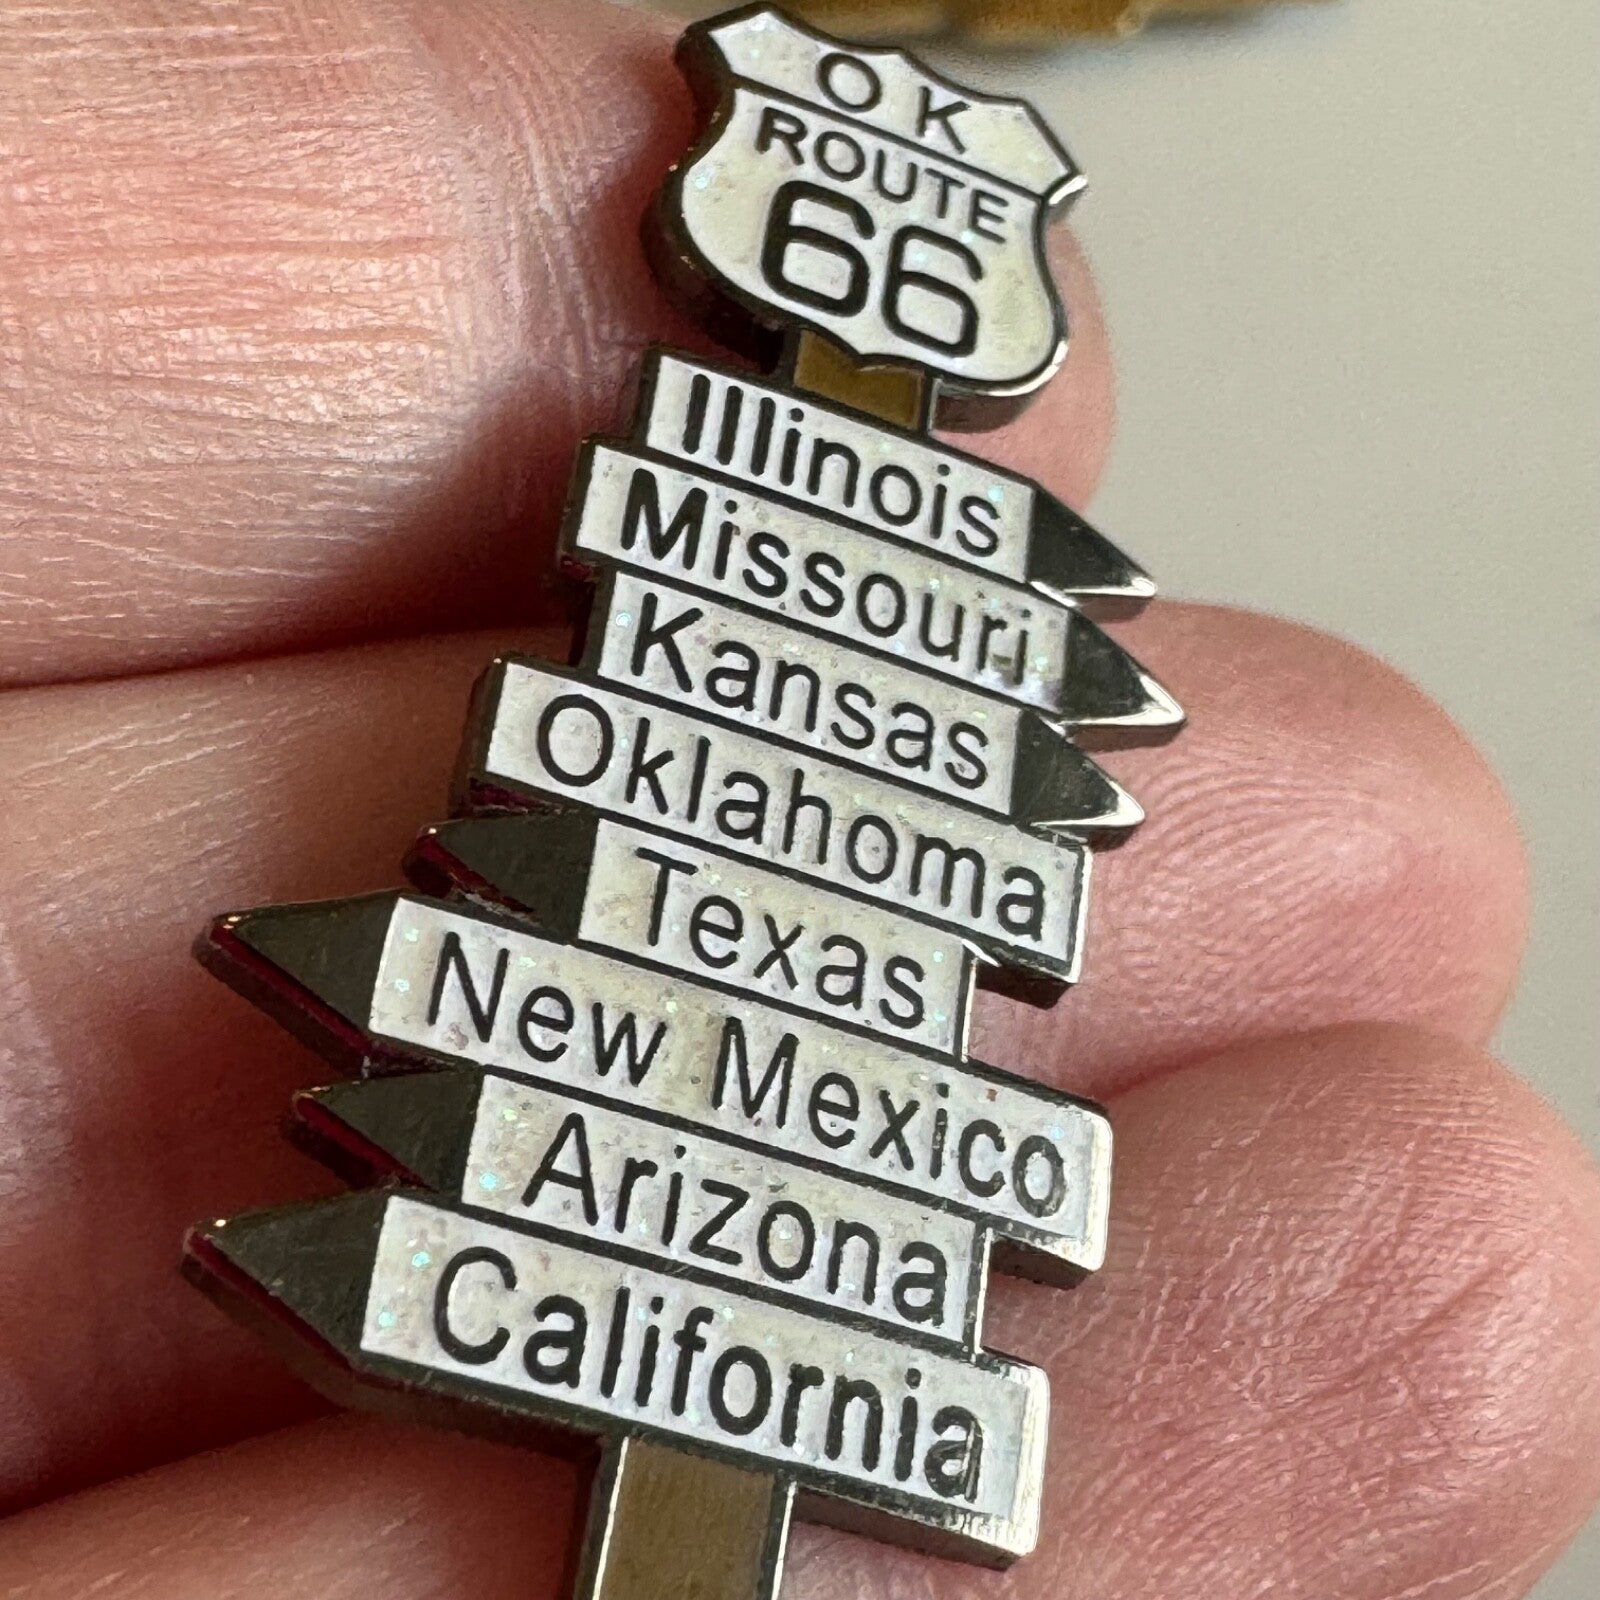 OK
ROUTE
66
Illinois
Missouri
Kansas
Oklahoma
Texas
New Mexico
Arizona
California